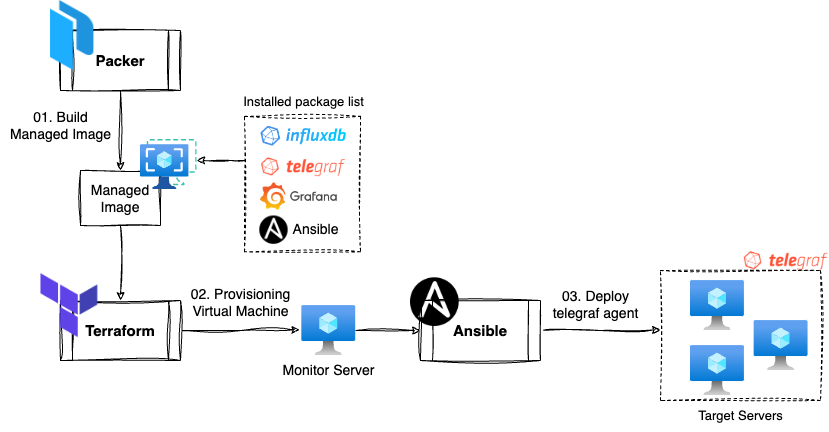 Packer
01. Build
Managed Image
Installed package list
influxdb
telegraf
Grafana
Ansible
Managed
Image
telegraf
Terraform
02. Provisioning
Virtual Machine
Monitor Server
Ansible
03. Deploy
telegraf agent
Target Servers